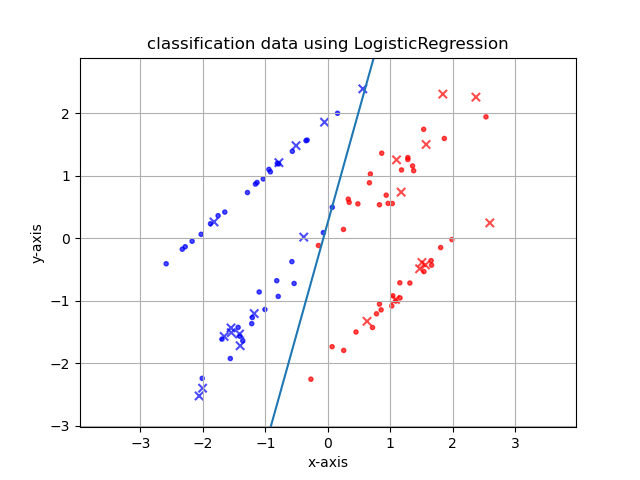 classification data using LogisticRegression
y-axis
2
1
0
−1
−2
−3
−3 −2 −1 0 1 2 3
x-axis